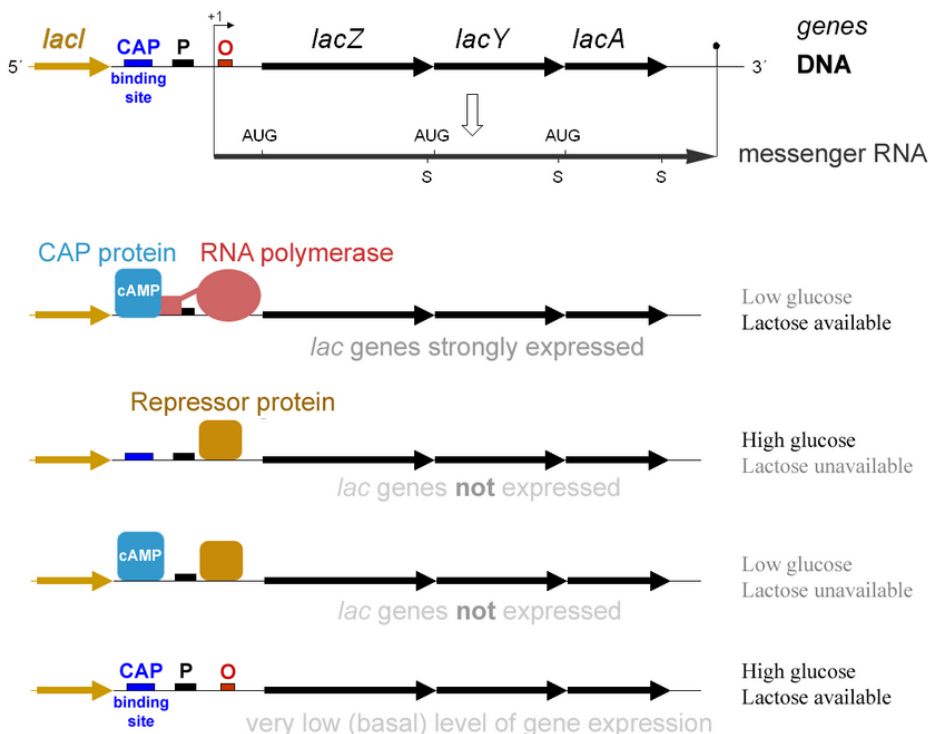 lacI
CAP
P
+1
O
lacZ
lacY
lacA
genes
5´
3´
DNA
binding
site
AUG
AUG
AUG
messenger RNA
S
S
S
CAP protein
RNA polymerase
cAMP
Low glucose
Lactose available
lac genes strongly expressed
Repressor protein
High glucose
Lactose unavailable
lac genes not expressed
cAMP
Low glucose
Lactose unavailable
lac genes not expressed
CAP
P
O
High glucose
Lactose available
binding
site
very low (basal) level of gene expression